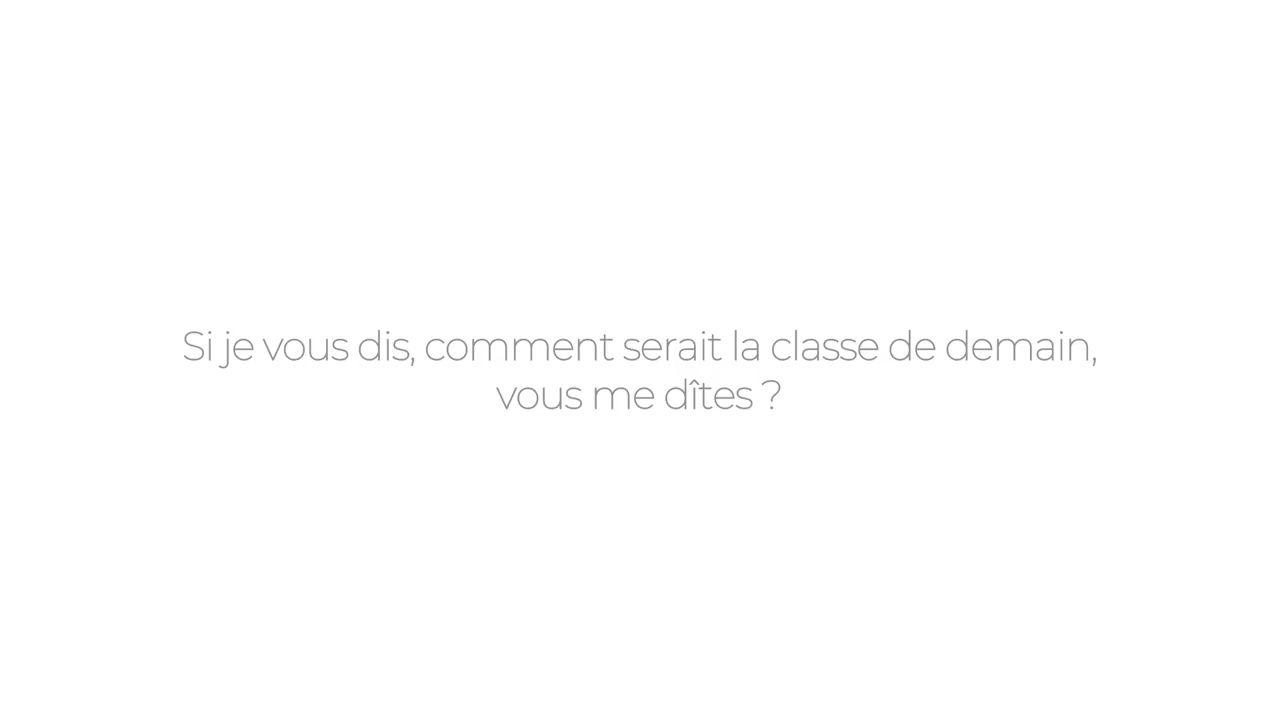 Si je vous dis, comment serait la classe de demain,
vous me dîtes ?